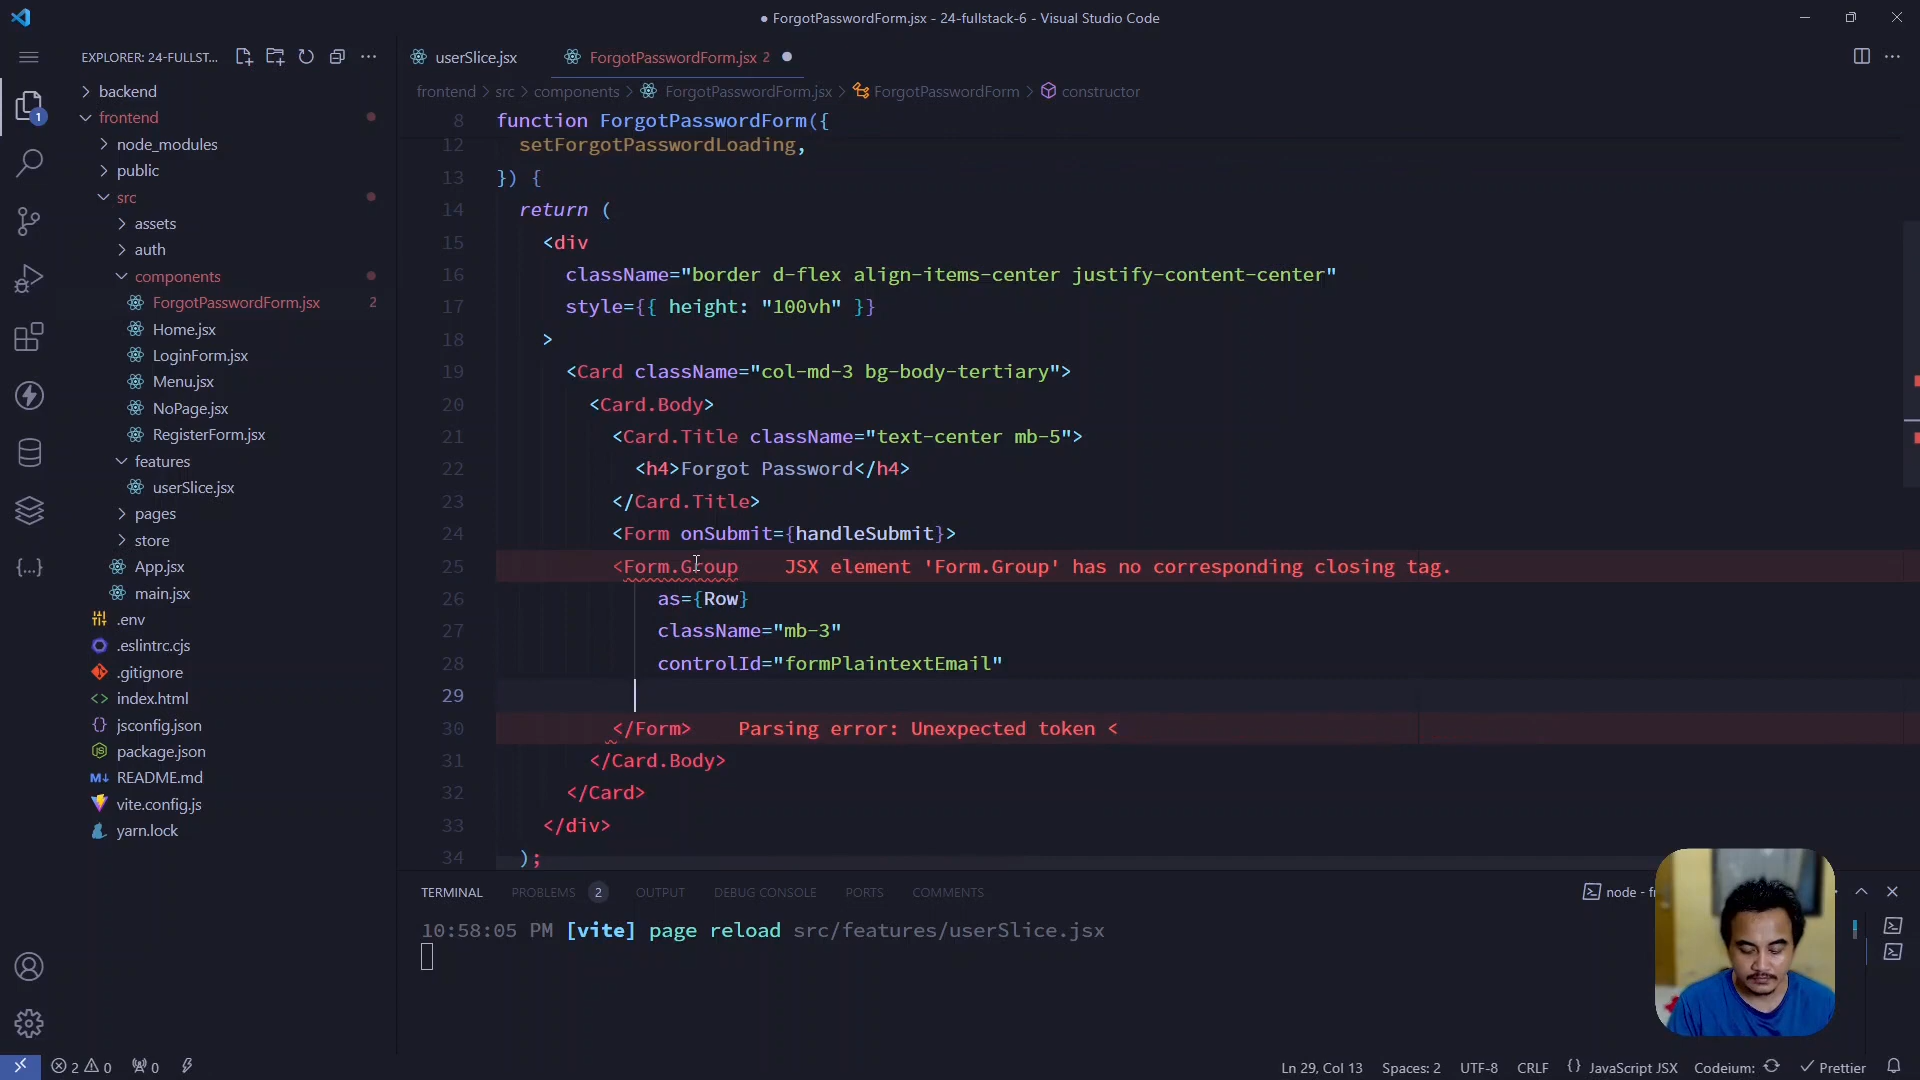 ● ForgotPasswordForm.jsx - 24-fullstack-6 - Visual Studio Code
EXPLORER: 24-FULLST...
backend
frontend
node_modules
public
src
assets
auth
components
ForgotPasswordForm.jsx 2
Home.jsx
LoginForm.jsx
Menu.jsx
NoPage.jsx
RegisterForm.jsx
features
userSlice.jsx
pages
store
App.jsx
main.jsx
.env
.eslintrc.cjs
.gitignore
index.html
jsconfig.json
package.json
README.md
vite.config.js
yarn.lock
1
userSlice.jsx
ForgotPasswordForm.jsx 2 ●
frontend > src > components > ForgotPasswordForm.jsx > ForgotPasswordForm > constructor
8 function ForgotPasswordForm({
12 setForgotPasswordLoading,
13 }) {
14 return (
15 <div
16 className="border d-flex align-items-center justify-content-center"
17 style={{ height: "100vh" }}
18 >
19 <Card className="col-md-3 bg-body-tertiary">
20 <Card.Body>
21 <Card.Title className="text-center mb-5">
22 <h4>Forgot Password</h4>
23 </Card.Title>
24 <Form onSubmit={handleSubmit}>
25 <Form.Group JSX element 'Form.Group' has no corresponding closing tag.
26 as={Row}
27 className="mb-3"
28 controlId="formPlaintextEmail"
29
30 </Form> Parsing error: Unexpected token <
31 </Card.Body>
32 </Card>
33 </div>
34 );
TERMINAL PROBLEMS 2 OUTPUT DEBUG CONSOLE PORTS COMMENTS
node - fr
10:58:05 PM [vite] page reload src/features/userSlice.jsx
2 0 0
Ln 29, Col 13 Spaces: 2 UTF-8 CRLF {} JavaScript JSX Codeium: Prettier